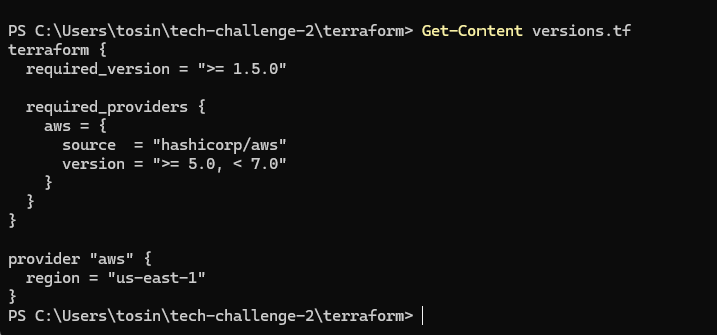 PS C:\Users\tosin\tech-challenge-2\terraform> Get-Content versions.tf
terraform {
  required_version = ">= 1.5.0"

  required_providers {
    aws = {
      source  = "hashicorp/aws"
      version = ">= 5.0, < 7.0"
    }
  }
}

provider "aws" {
  region = "us-east-1"
}
PS C:\Users\tosin\tech-challenge-2\terraform>